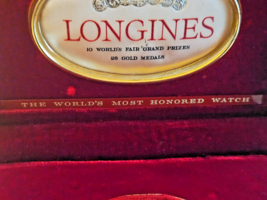 LONGINES
10 WORLD'S FAIR GRAND PRIZES
28 GOLD MEDALS
THE WORLD'S MOST HONORED WATCH